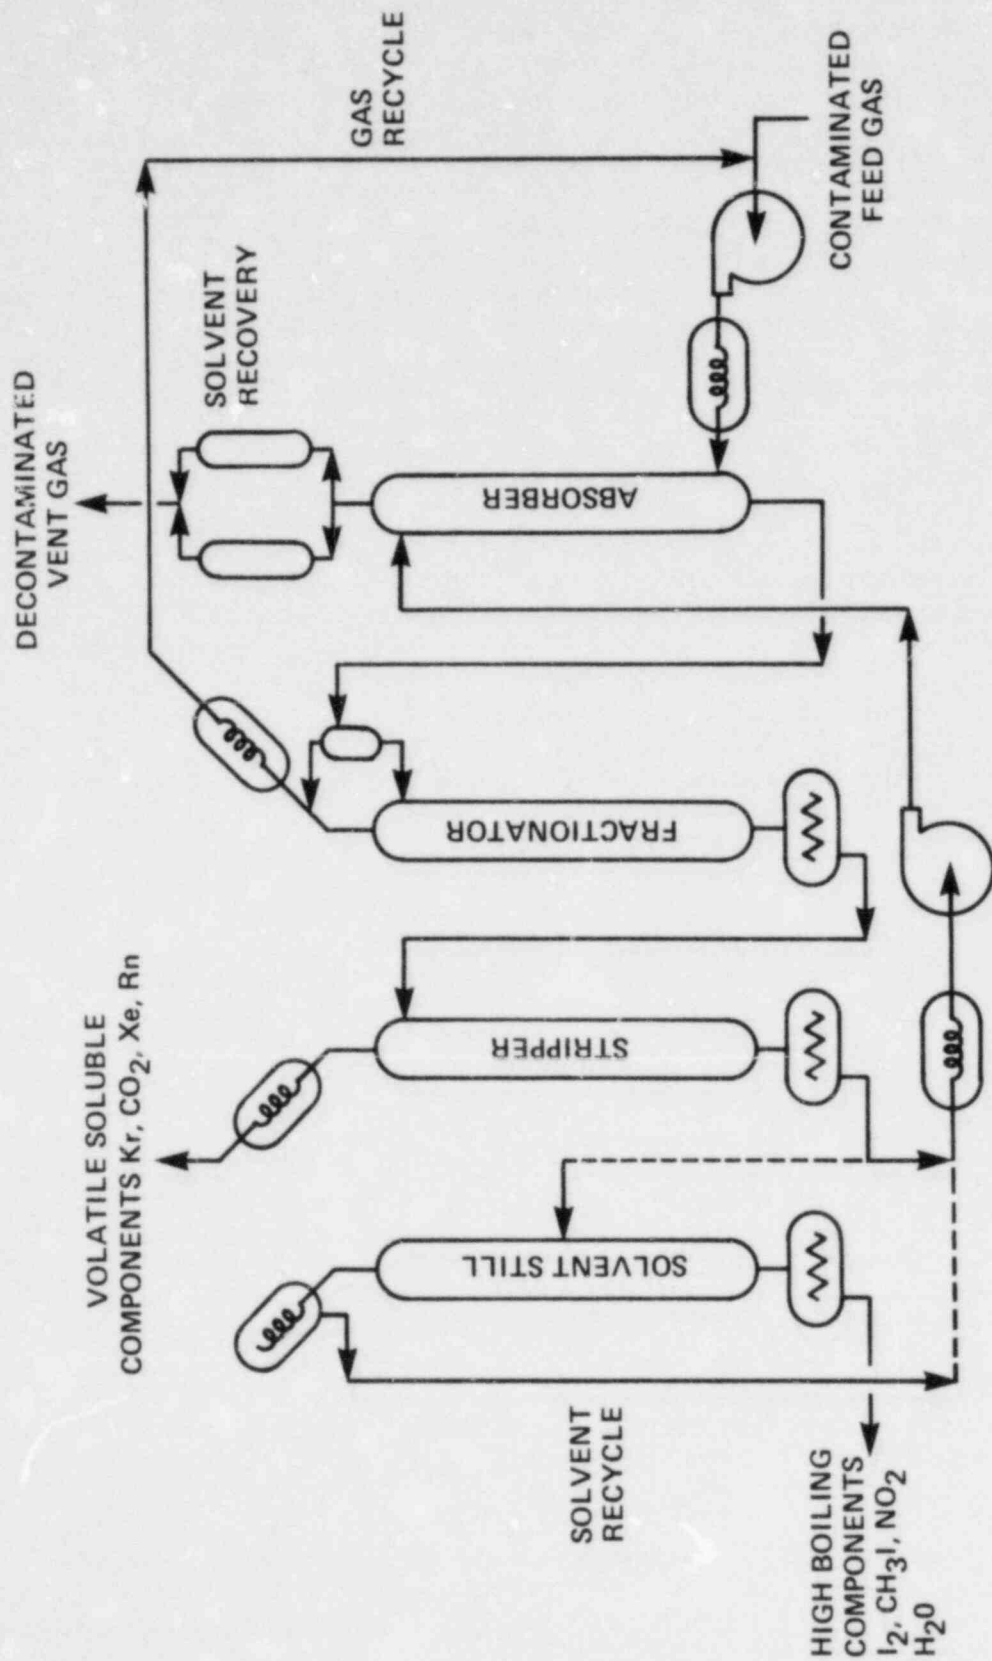 DECONTAMINATED
VENT GAS
VOLATILE SOLUBLE
COMPONENTS Kr, CO₂, Xe, Rn
SOLVENT
RECOVERY
GAS
RECYCLE
SOLVENT STILL
STRIPPER
FRACTIONATOR
ABSORBER
SOLVENT
RECYCLE
CONTAMINATED
FEED GAS
HIGH BOILING
COMPONENTS
I₂, CH₃I, NO₂
H₂O